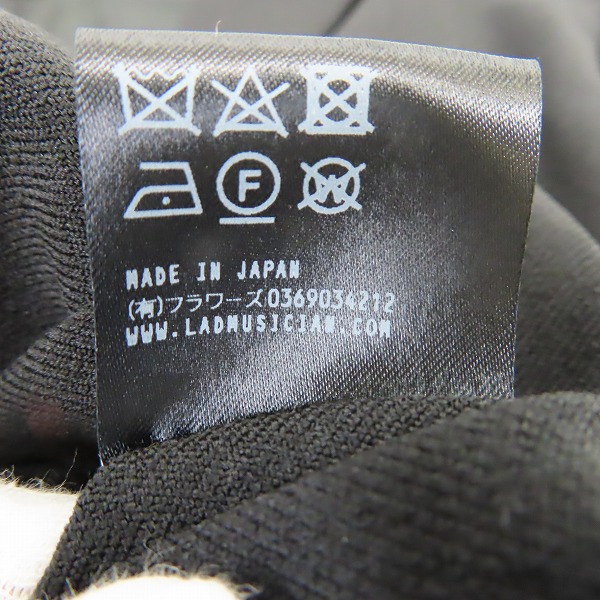 F W
MADE IN JAPAN
(有)フラワーズ0369034212
WWW.LADMUSICIAN.COM